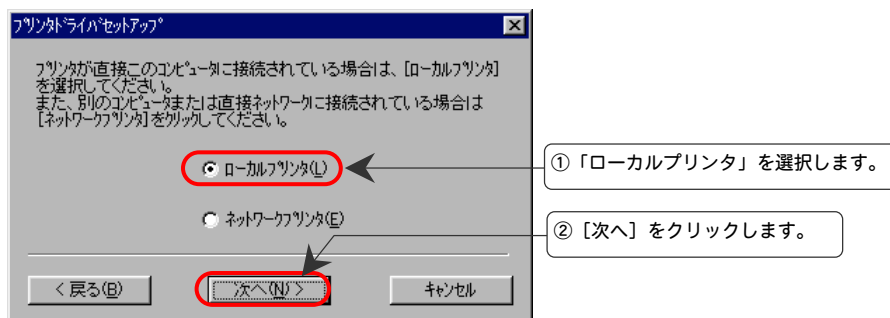 プリンタドライバセットアップ
プリンタが直接このコンピュータに接続されている場合は、[ローカルプリンタ]
を選択してください。
また、別のコンピュータまたは直接ネットワークに接続されている場合は
[ネットワークプリンタ]をクリックしてください。
ローカルプリンタ(L)
①「ローカルプリンタ」を選択します。
ネットワークプリンタ(E)
②［次へ］をクリックします。
< 戻る(B)
次へ(N) >
キャンセル